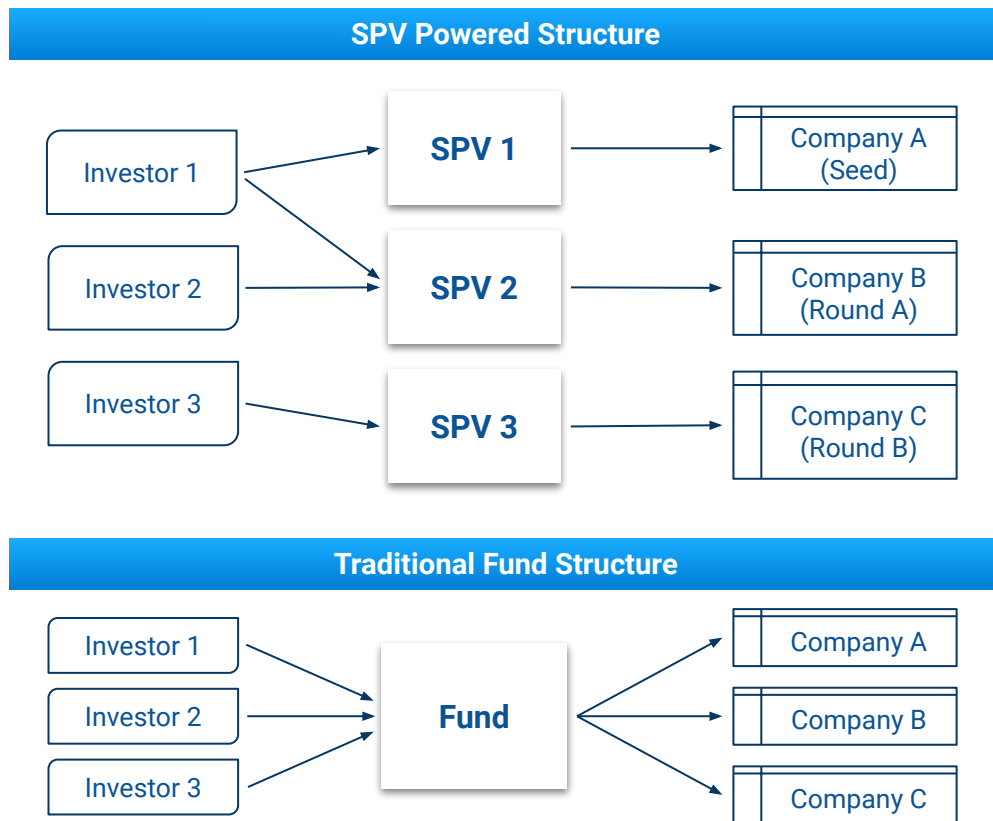 SPV Powered Structure
Investor 1
Investor 2
Investor 3
SPV 1
SPV 2
SPV 3
Company A
(Seed)
Company B
(Round A)
Company C
(Round B)
Traditional Fund Structure
Investor 1
Investor 2
Investor 3
Fund
Company A
Company B
Company C